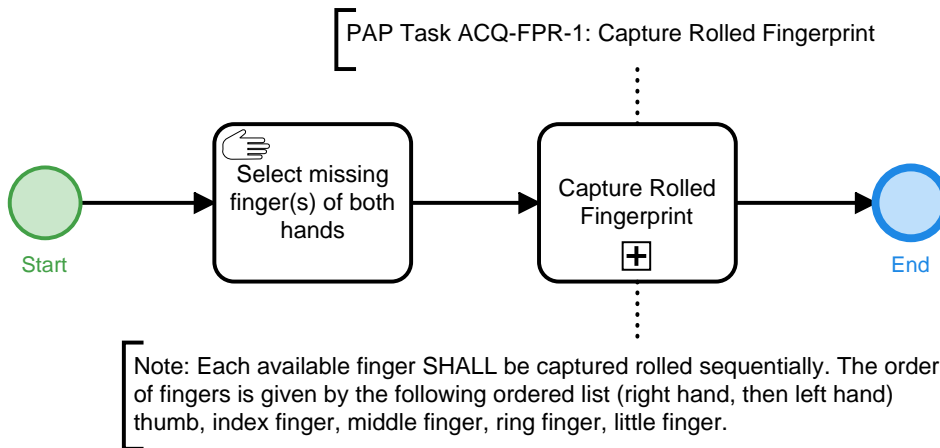 PAP Task ACQ-FPR-1: Capture Rolled Fingerprint
Select missing
finger(s) of both
hands
Capture Rolled
Fingerprint
Start
End
Note: Each available finger SHALL be captured rolled sequentially. The order
of fingers is given by the following ordered list (right hand, then left hand)
thumb, index finger, middle finger, ring finger, little finger.